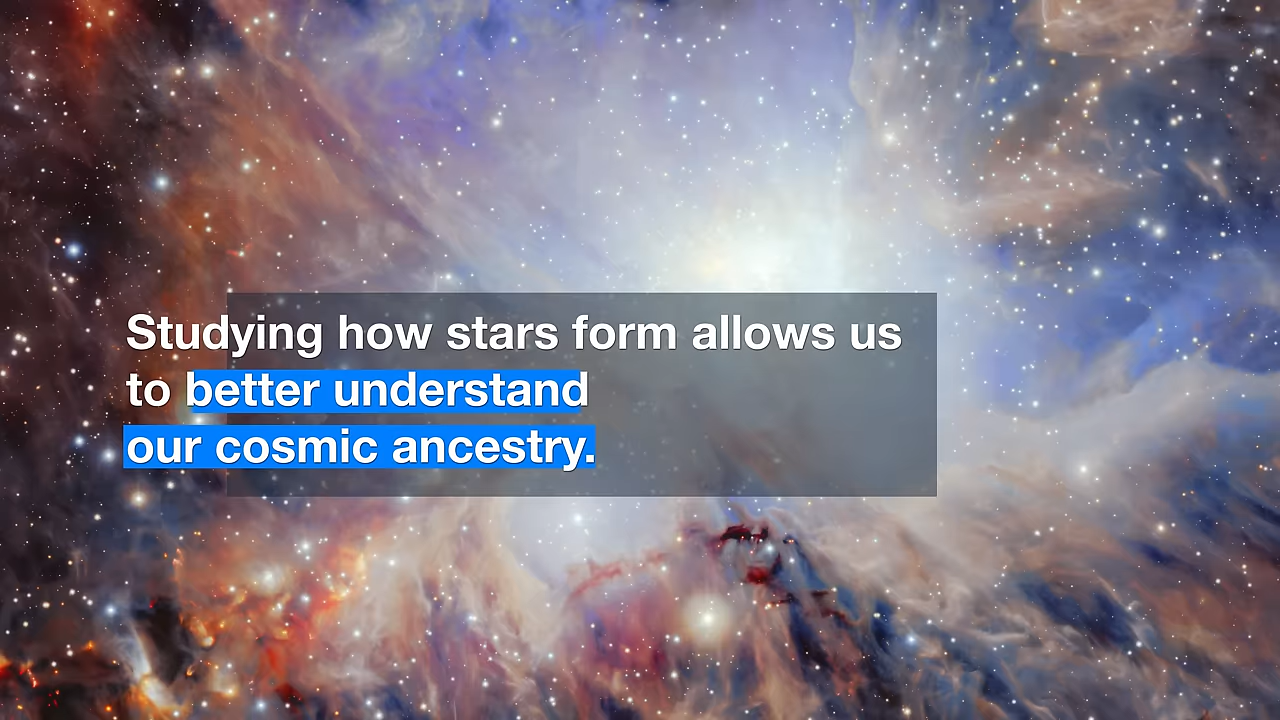 Studying how stars form allows us
to better understand
our cosmic ancestry.